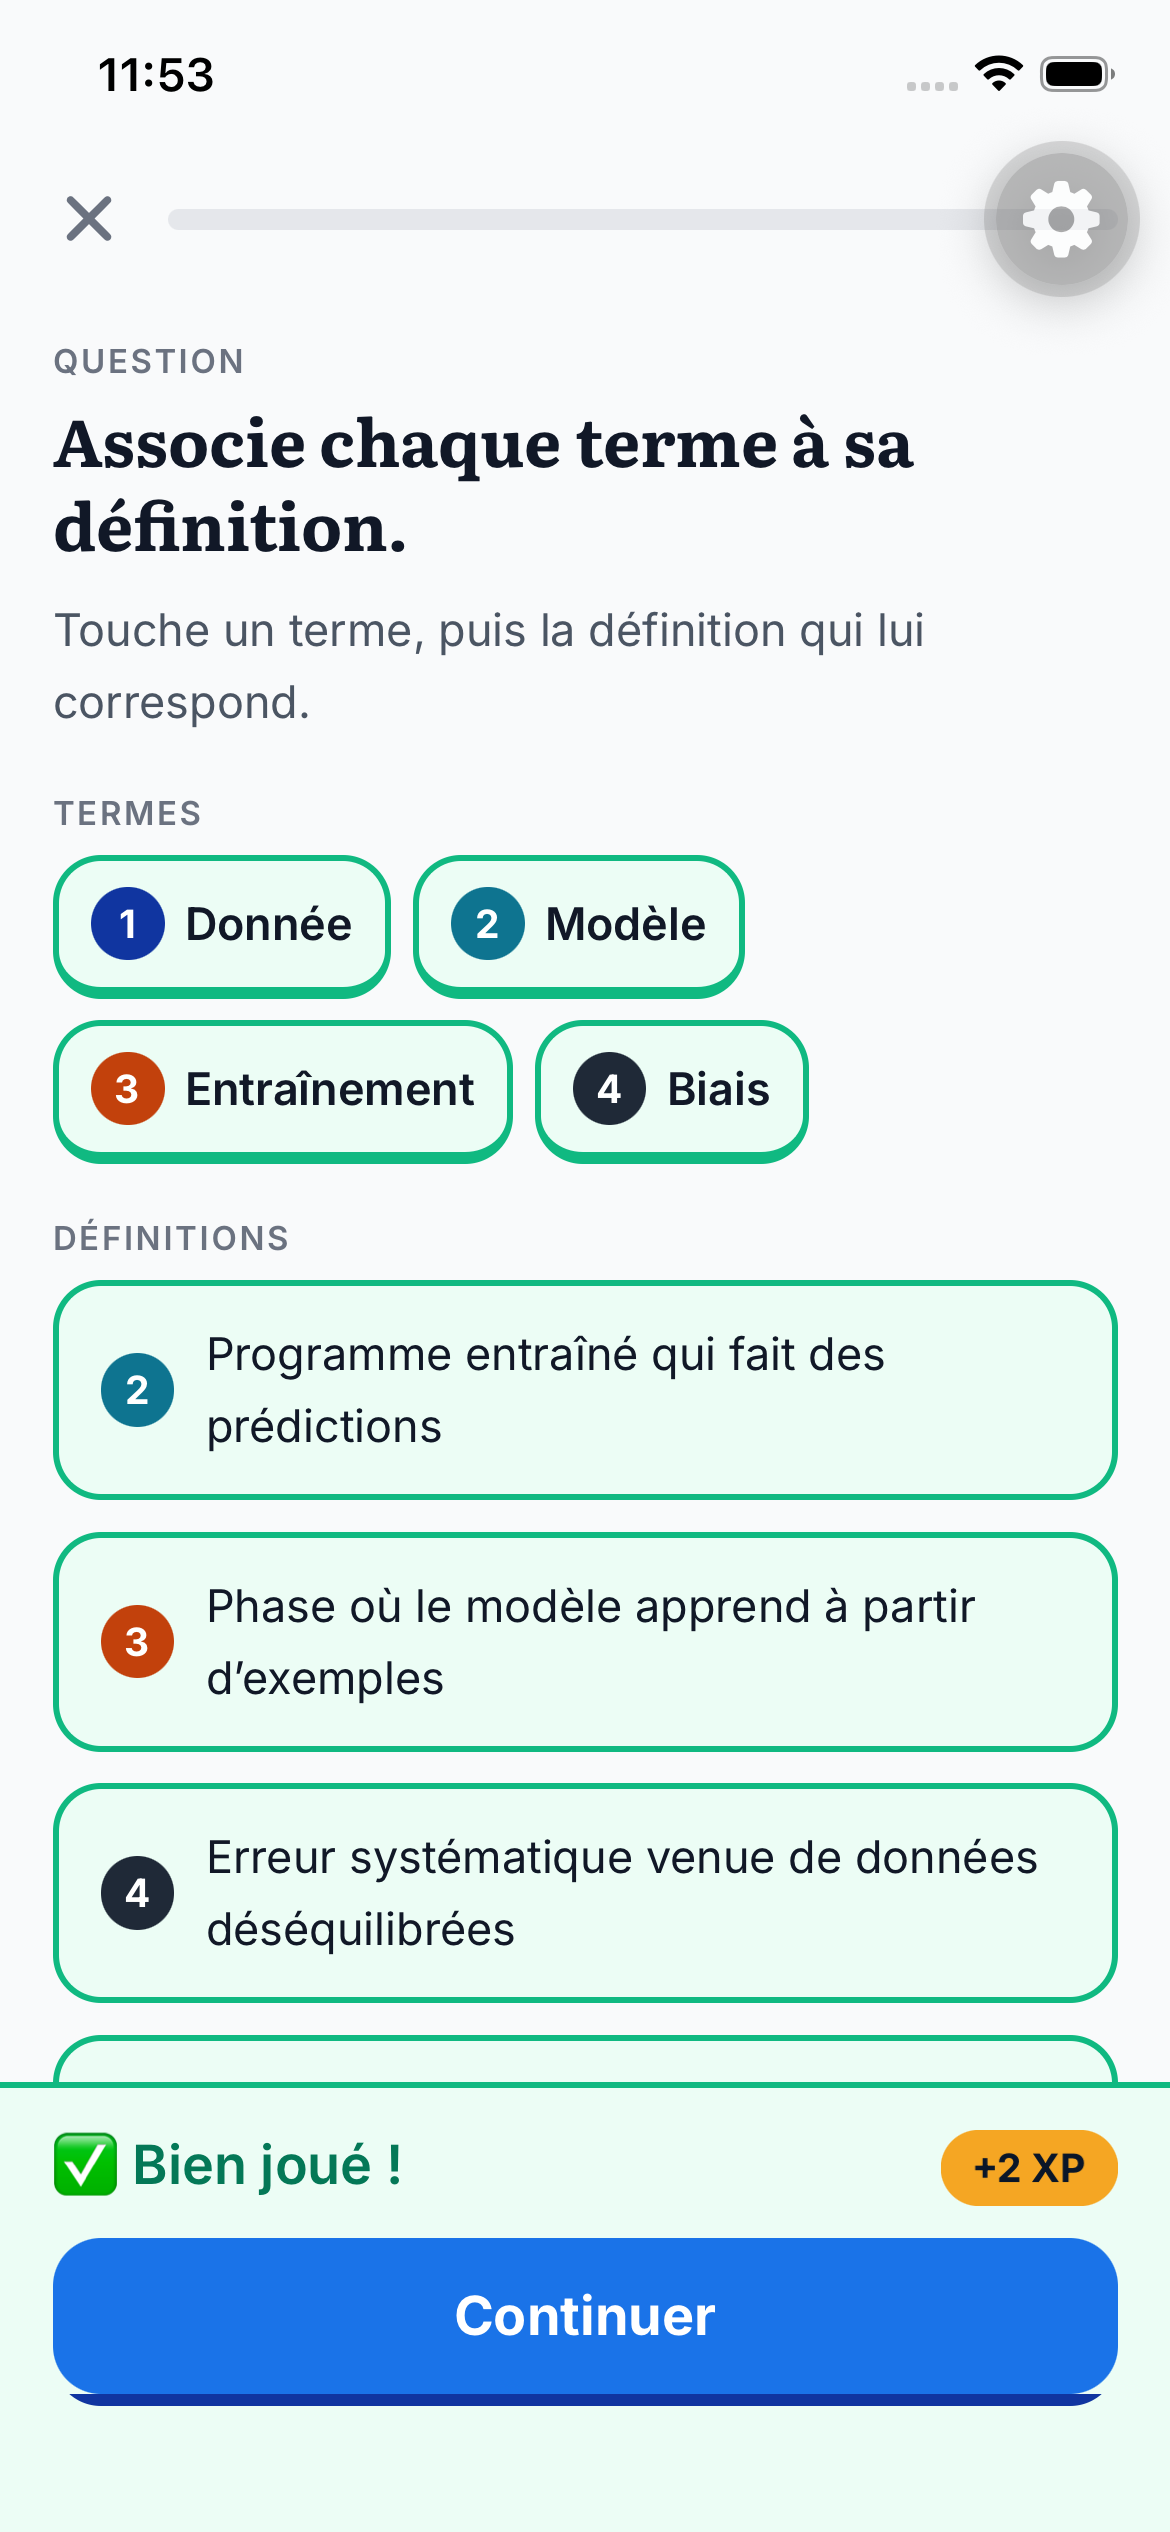 11:53
QUESTION
Associe chaque terme à sa
définition.
Touche un terme, puis la définition qui lui
correspond.
TERMES
1 Donnée
2 Modèle
3 Entraînement
4 Biais
DÉFINITIONS
2 Programme entraîné qui fait des
prédictions
3 Phase où le modèle apprend à partir
d’exemples
4 Erreur systématique venue de données
déséquilibrées
✅ Bien joué !
+2 XP
Continuer